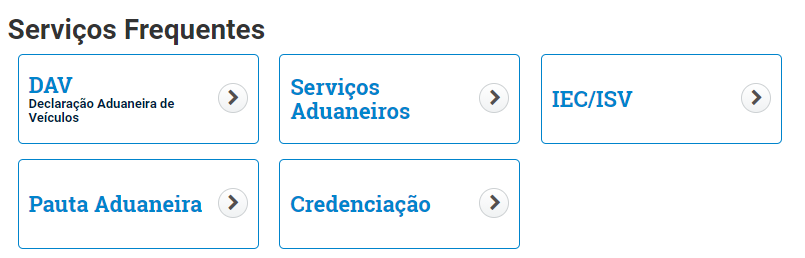 Serviços Frequentes
DAV
Declaração Aduaneira de
Veículos
Serviços
Aduaneiros
IEC/ISV
Pauta Aduaneira
Credenciação